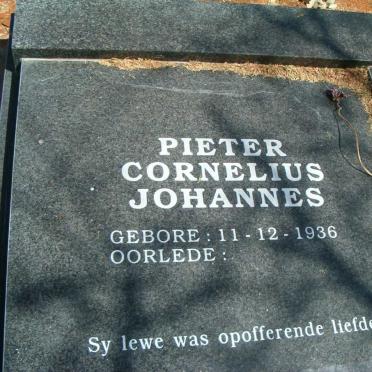 PIETER
CORNELIUS
JOHANNES
GEBORE : 11 - 12 - 1936
OORLEDE :
Sy lewe was opofferende liefde